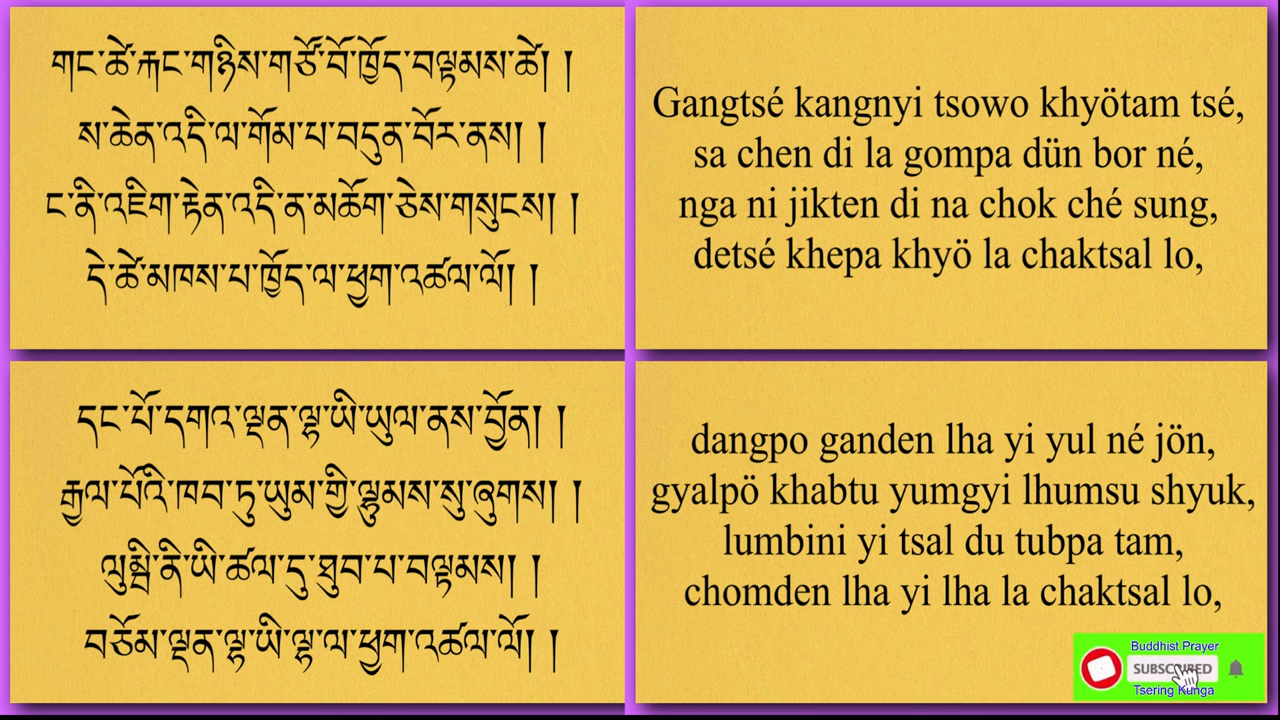 གང་ཚེ་རྐང་གཉིས་གཙོ་བོ་ཁྱོད་བལྟམས་ཚེ། །
ས་ཆེན་འདི་ལ་གོམ་པ་བདུན་བོར་ནས། །
ང་ནི་འཇིག་རྟེན་འདི་ན་མཆོག་ཅེས་གསུངས། །
དེ་ཚེ་མཁས་པ་ཁྱོད་ལ་ཕྱག་འཚལ་ལོ། །
Gangtsé kangnyi tsowo khyötam tsé,
sa chen di la gompa dün bor né,
nga ni jikten di na chok ché sung,
detsé khepa khyö la chaktsal lo,
དང་པོ་དགའ་ལྡན་ལྷ་ཡི་ཡུལ་ནས་བྱོན། །
རྒྱལ་པོའི་ཁབ་ཏུ་ཡུམ་གྱི་ལྷུམས་སུ་ཞུགས། །
ལུམྦི་ནི་ཡི་ཚལ་དུ་ཐུབ་པ་བལྟམས། །
བཅོམ་ལྡན་ལྷ་ཡི་ལྷ་ལ་ཕྱག་འཚལ་ལོ། །
dangpo ganden lha yi yul né jön,
gyalpö khabtu yumgyi lhumsu shyuk,
lumbini yi tsal du tubpa tam,
chomden lha yi lha la chaktsal lo,
Buddhist Prayer
SUBSCRIBED
Tsering Kunga